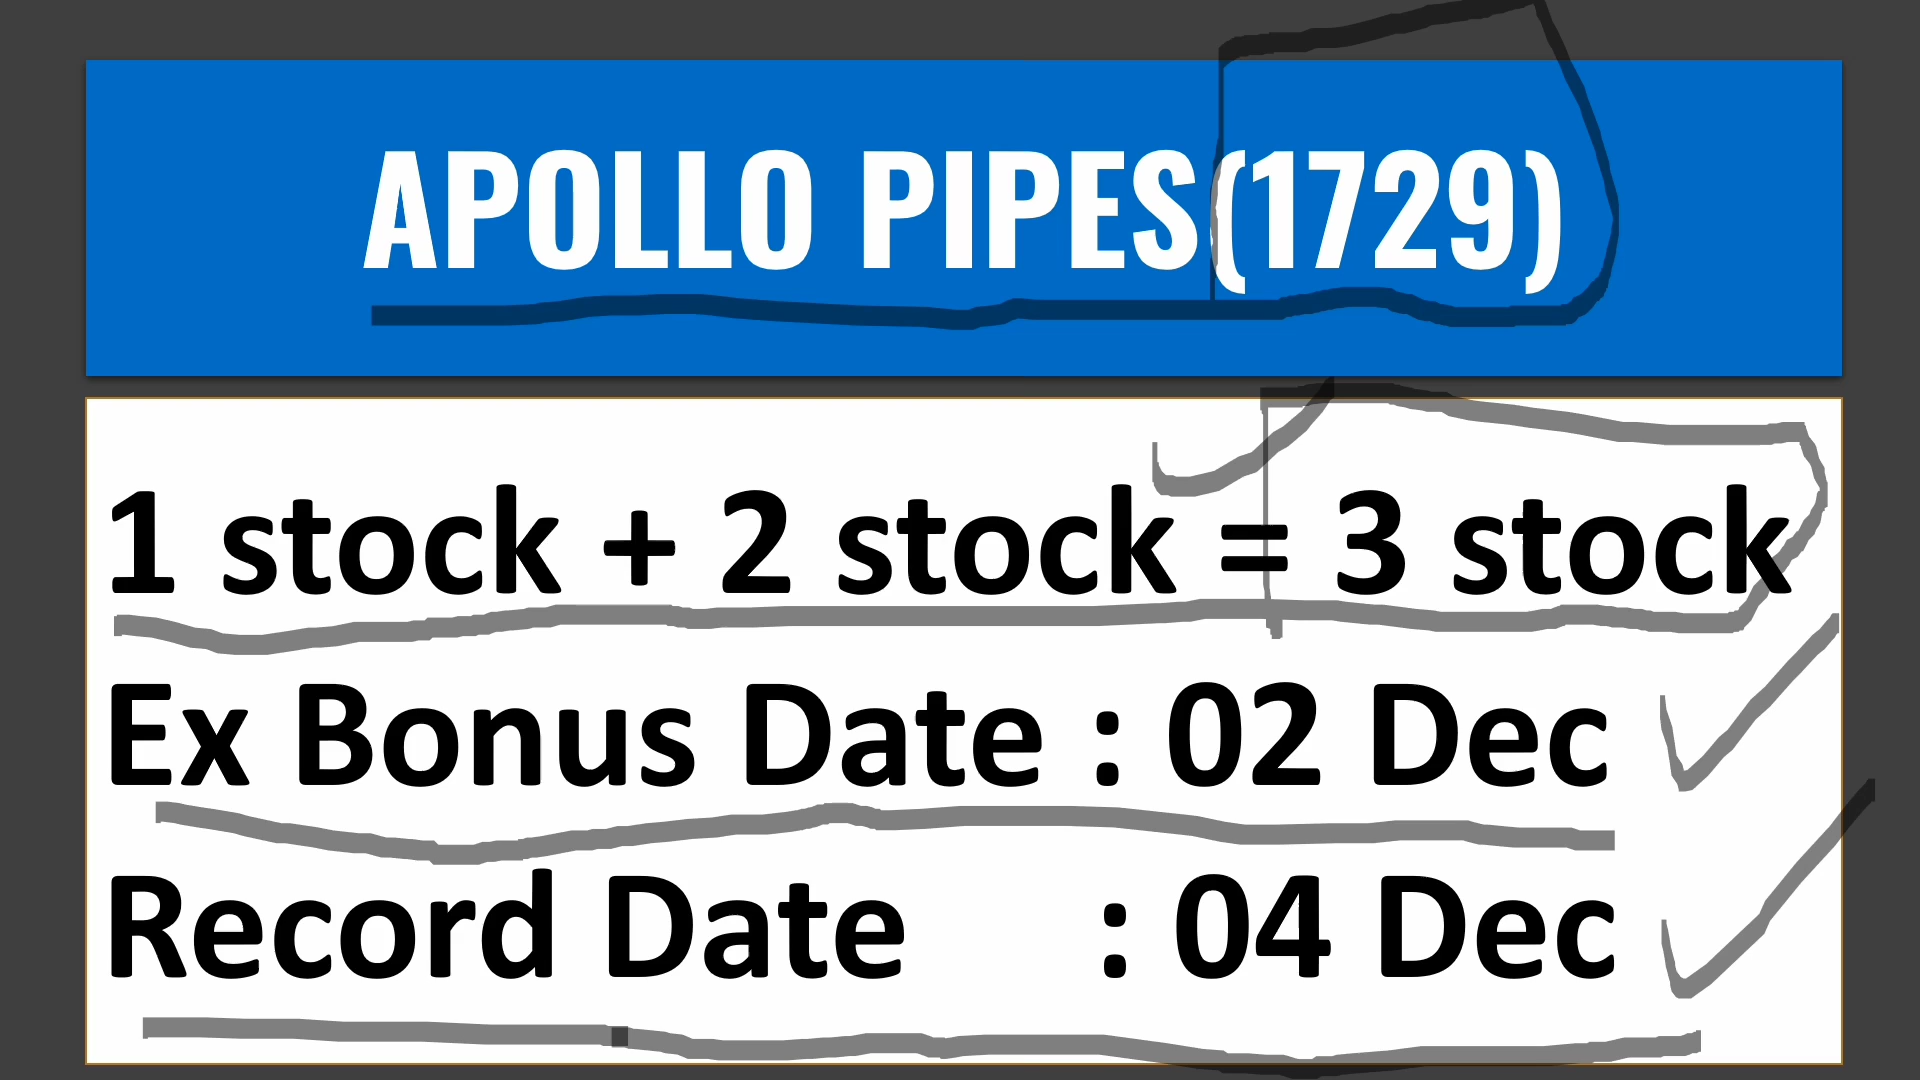 APOLLO PIPES(1729)
1 stock + 2 stock = 3 stock
Ex Bonus Date : 02 Dec
Record Date : 04 Dec